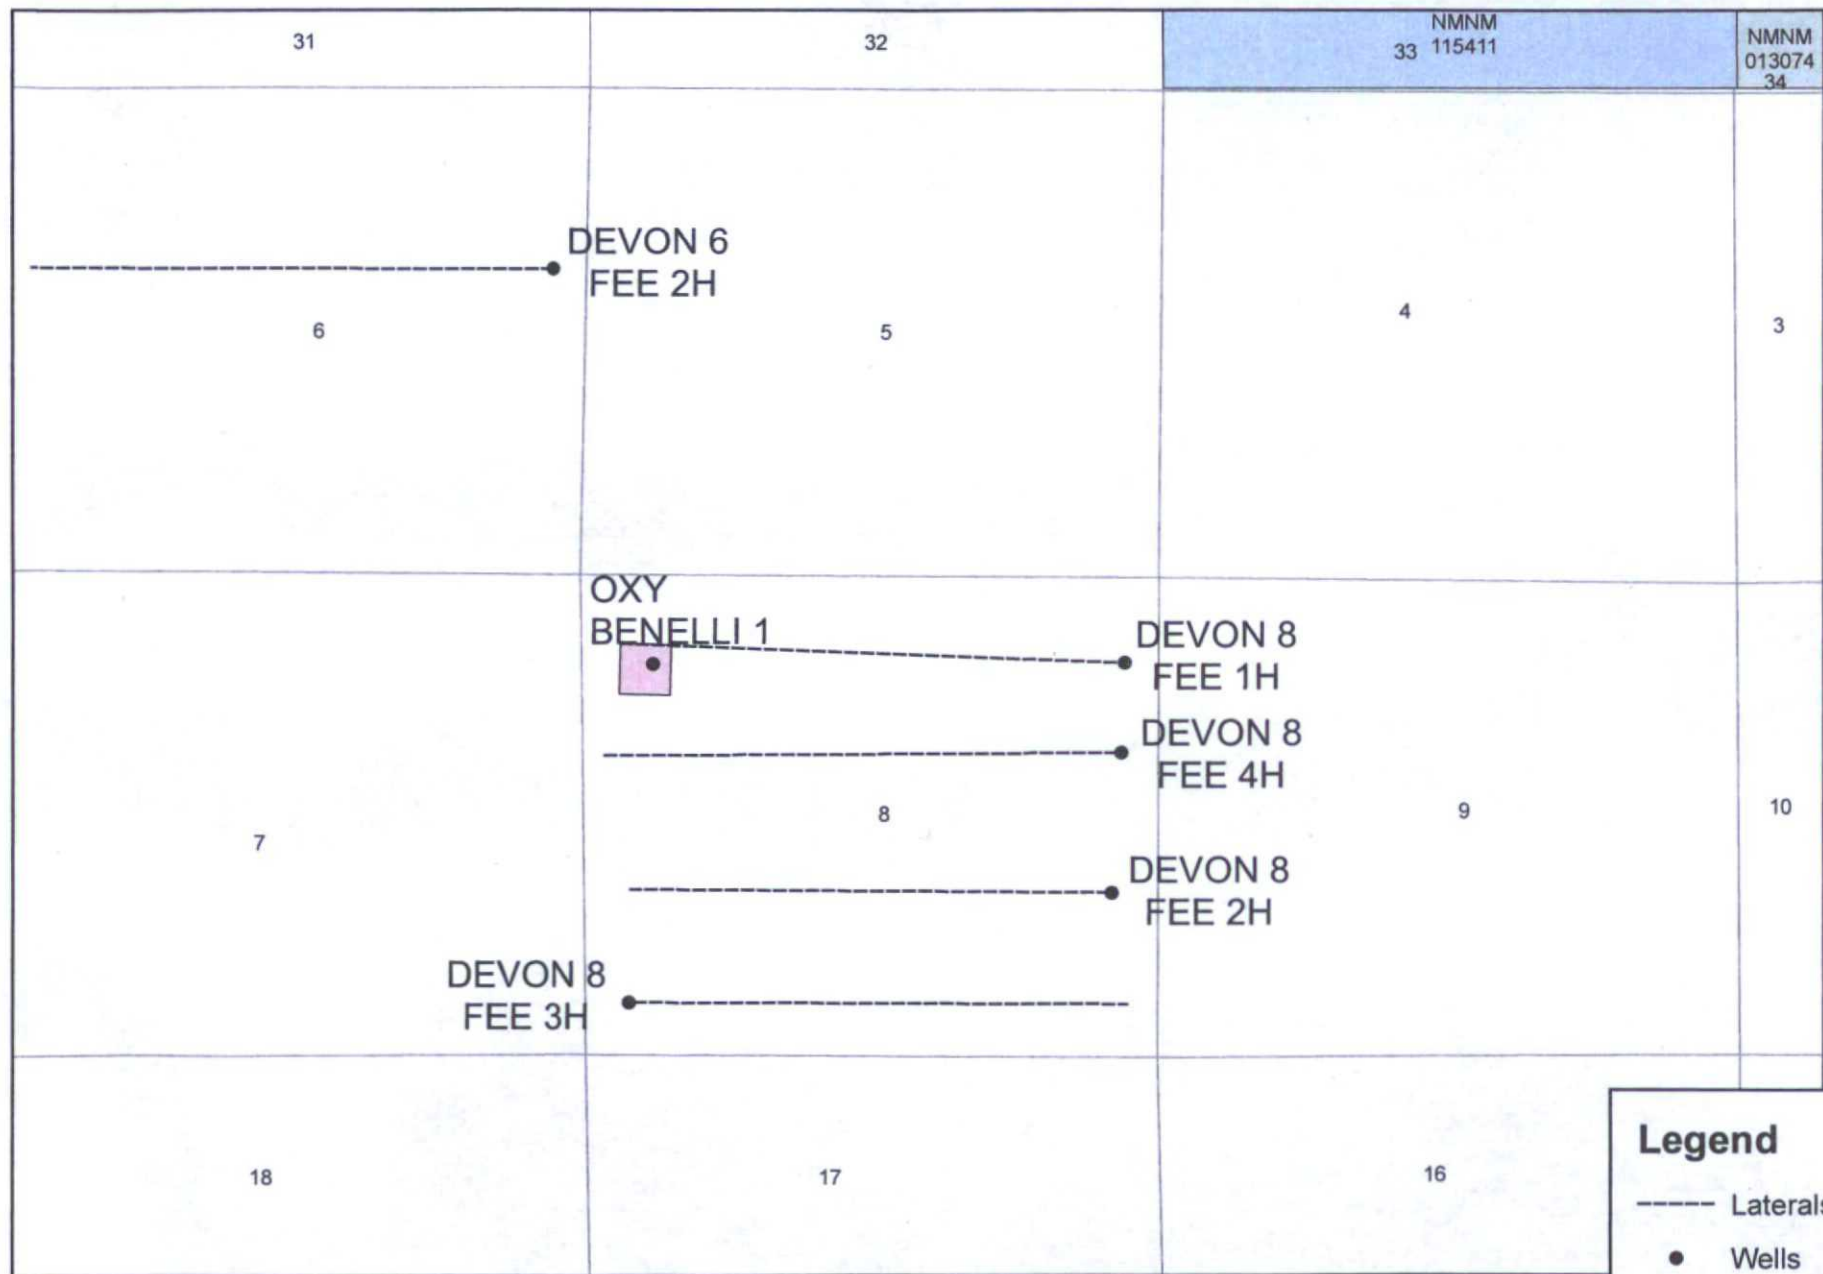 31
32
33
NMNM
115411
NMNM
013074
34
DEVON 6
FEE 2H
6
5
4
3
OXY
BENELLI 1
DEVON 8
FEE 1H
DEVON 8
FEE 4H
7
8
9
10
DEVON 8
FEE 2H
DEVON 8
FEE 3H
18
17
16
Legend
Laterals
Wells